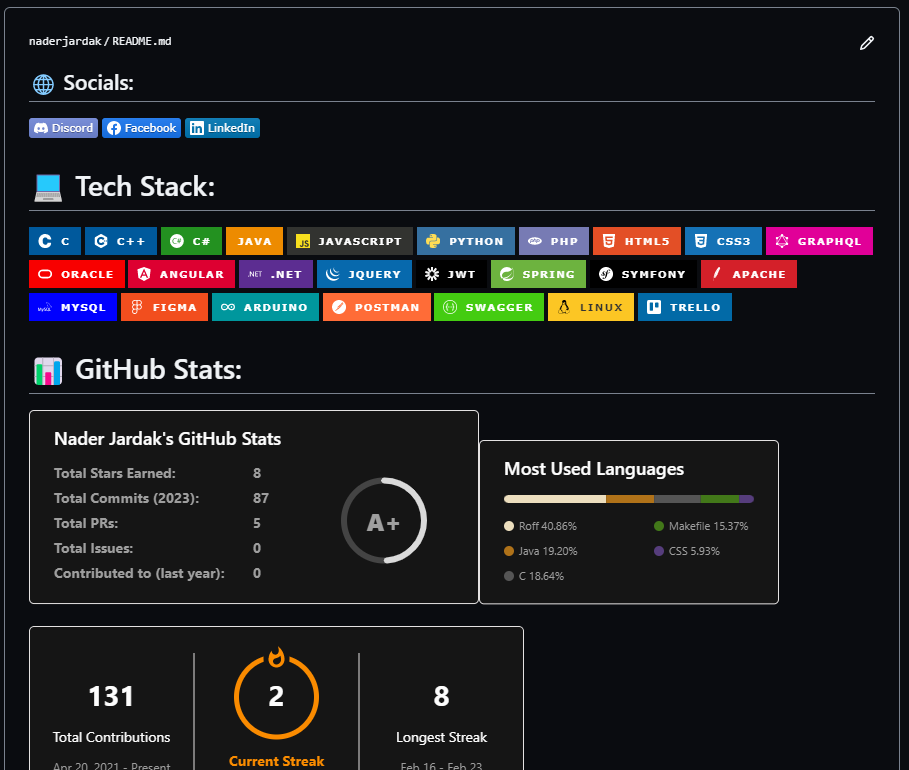 naderjardak/README.md
Socials:
Discord Facebook LinkedIn
Tech Stack:
C C++ C# JAVA JAVASCRIPT PYTHON PHP HTML5 CSS3 GRAPHQL
ORACLE ANGULAR .NET .NET JQUERY JWT SPRING SYMFONY APACHE
MySQL MYSQL FIGMA ARDUINO POSTMAN SWAGGER LINUX TRELLO
GitHub Stats:
Nader Jardak's GitHub Stats
Total Stars Earned: 8
Total Commits (2023): 87
Total PRs: 5
Total Issues: 0
Contributed to (last year): 0
A+
Most Used Languages
Roff 40.86% Makefile 15.37%
Java 19.20% CSS 5.93%
C 18.64%
131 2 8
Total Contributions Current Streak Longest Streak
Apr 20, 2021 - Present Feb 16 - Feb 23